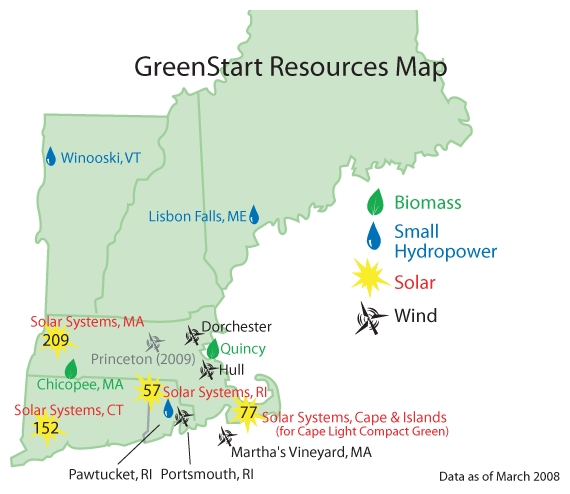 GreenStart Resources Map
Winooski, VT
Lisbon Falls, ME
Biomass
Small
Hydropower
Solar
Wind
Solar Systems, MA
209
Dorchester
Princeton (2009)
Quincy
Hull
Chicopee, MA
57
Solar Systems, RI
Solar Systems, CT
152
77
Solar Systems, Cape & Islands
(for Cape Light Compact Green)
Martha's Vineyard, MA
Pawtucket, RI
Portsmouth, RI
Data as of March 2008